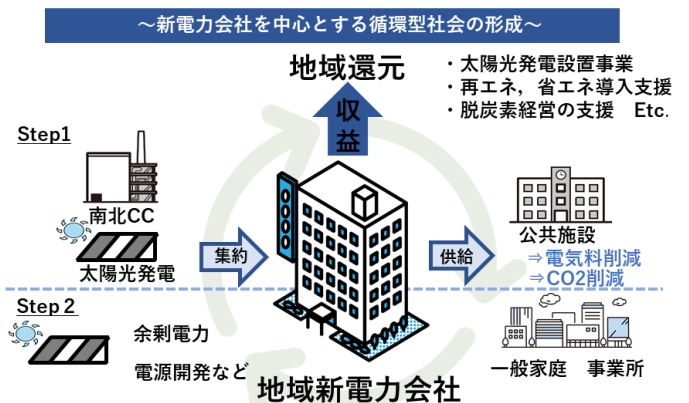 ～新電力会社を中心とする循環型社会の形成～
地域還元
・太陽光発電設置事業
・再エネ，省エネ導入支援
・脱炭素経営の支援　Etc.
収益
Step1
南北CC
太陽光発電
集約
供給
公共施設
⇒電気料削減
⇒CO2削減
Step２
余剰電力
電源開発など
地域新電力会社
一般家庭　事業所